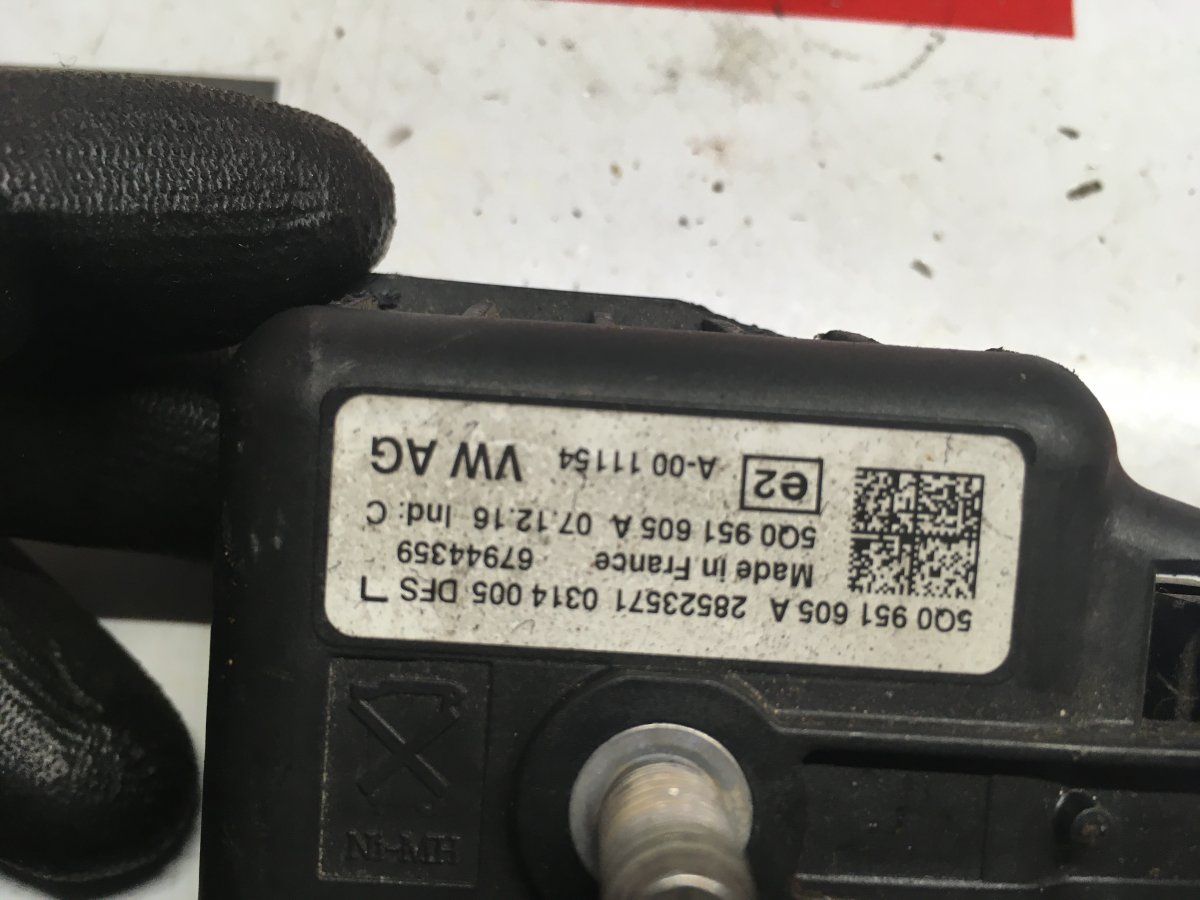 5Q0 951 605 A 28523571 0314 005 DFS
Made in France 67944359
5Q0 951 605 A 07.12.16 Ind: C
e2 A-00 11154 VW AG
Ni-MH